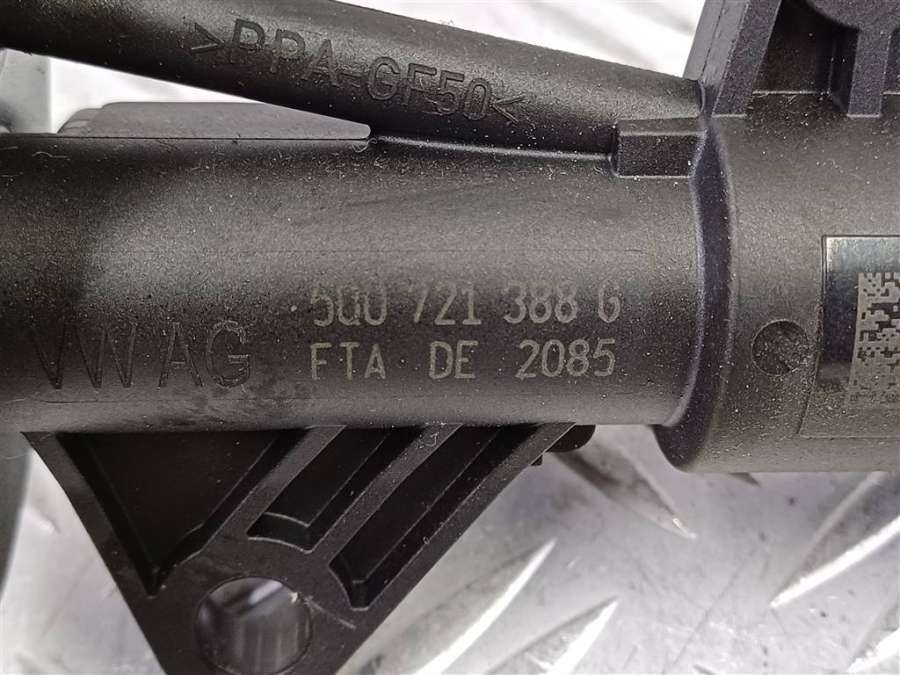 >PPA-GF50<
5Q0 721 388 G
VW AG
FTA DE 2085